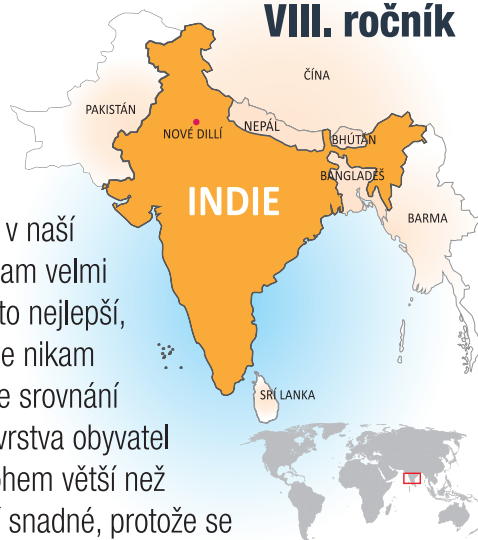 VIII. ročník
ČÍNA
PAKISTÁN
NOVÉ DILLÍ
NEPÁL
BHÚTÁN
BANGLADÉŠ
INDIE
BARMA
v naší
am velmi
to nejlepší,
e nikam
SRÍ LANKA
e srovnání
vrstva obyvatel
ohem větší než
í snadné, protože se